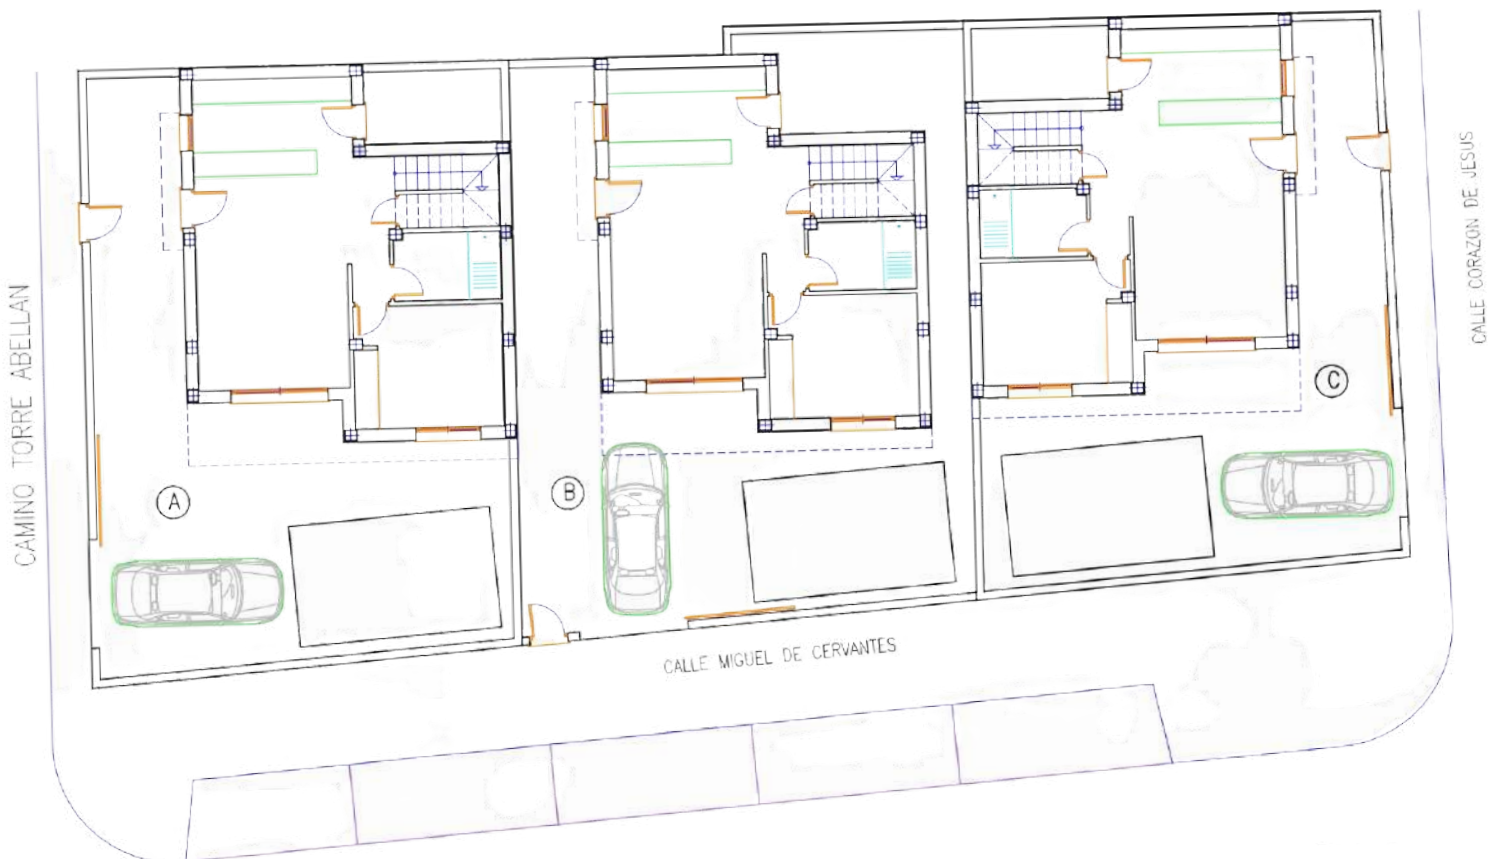 CAMINO TORRE ABELLAN
A
B
C
CALLE MIGUEL DE CERVANTES
CALLE CORAZON DE JESUS